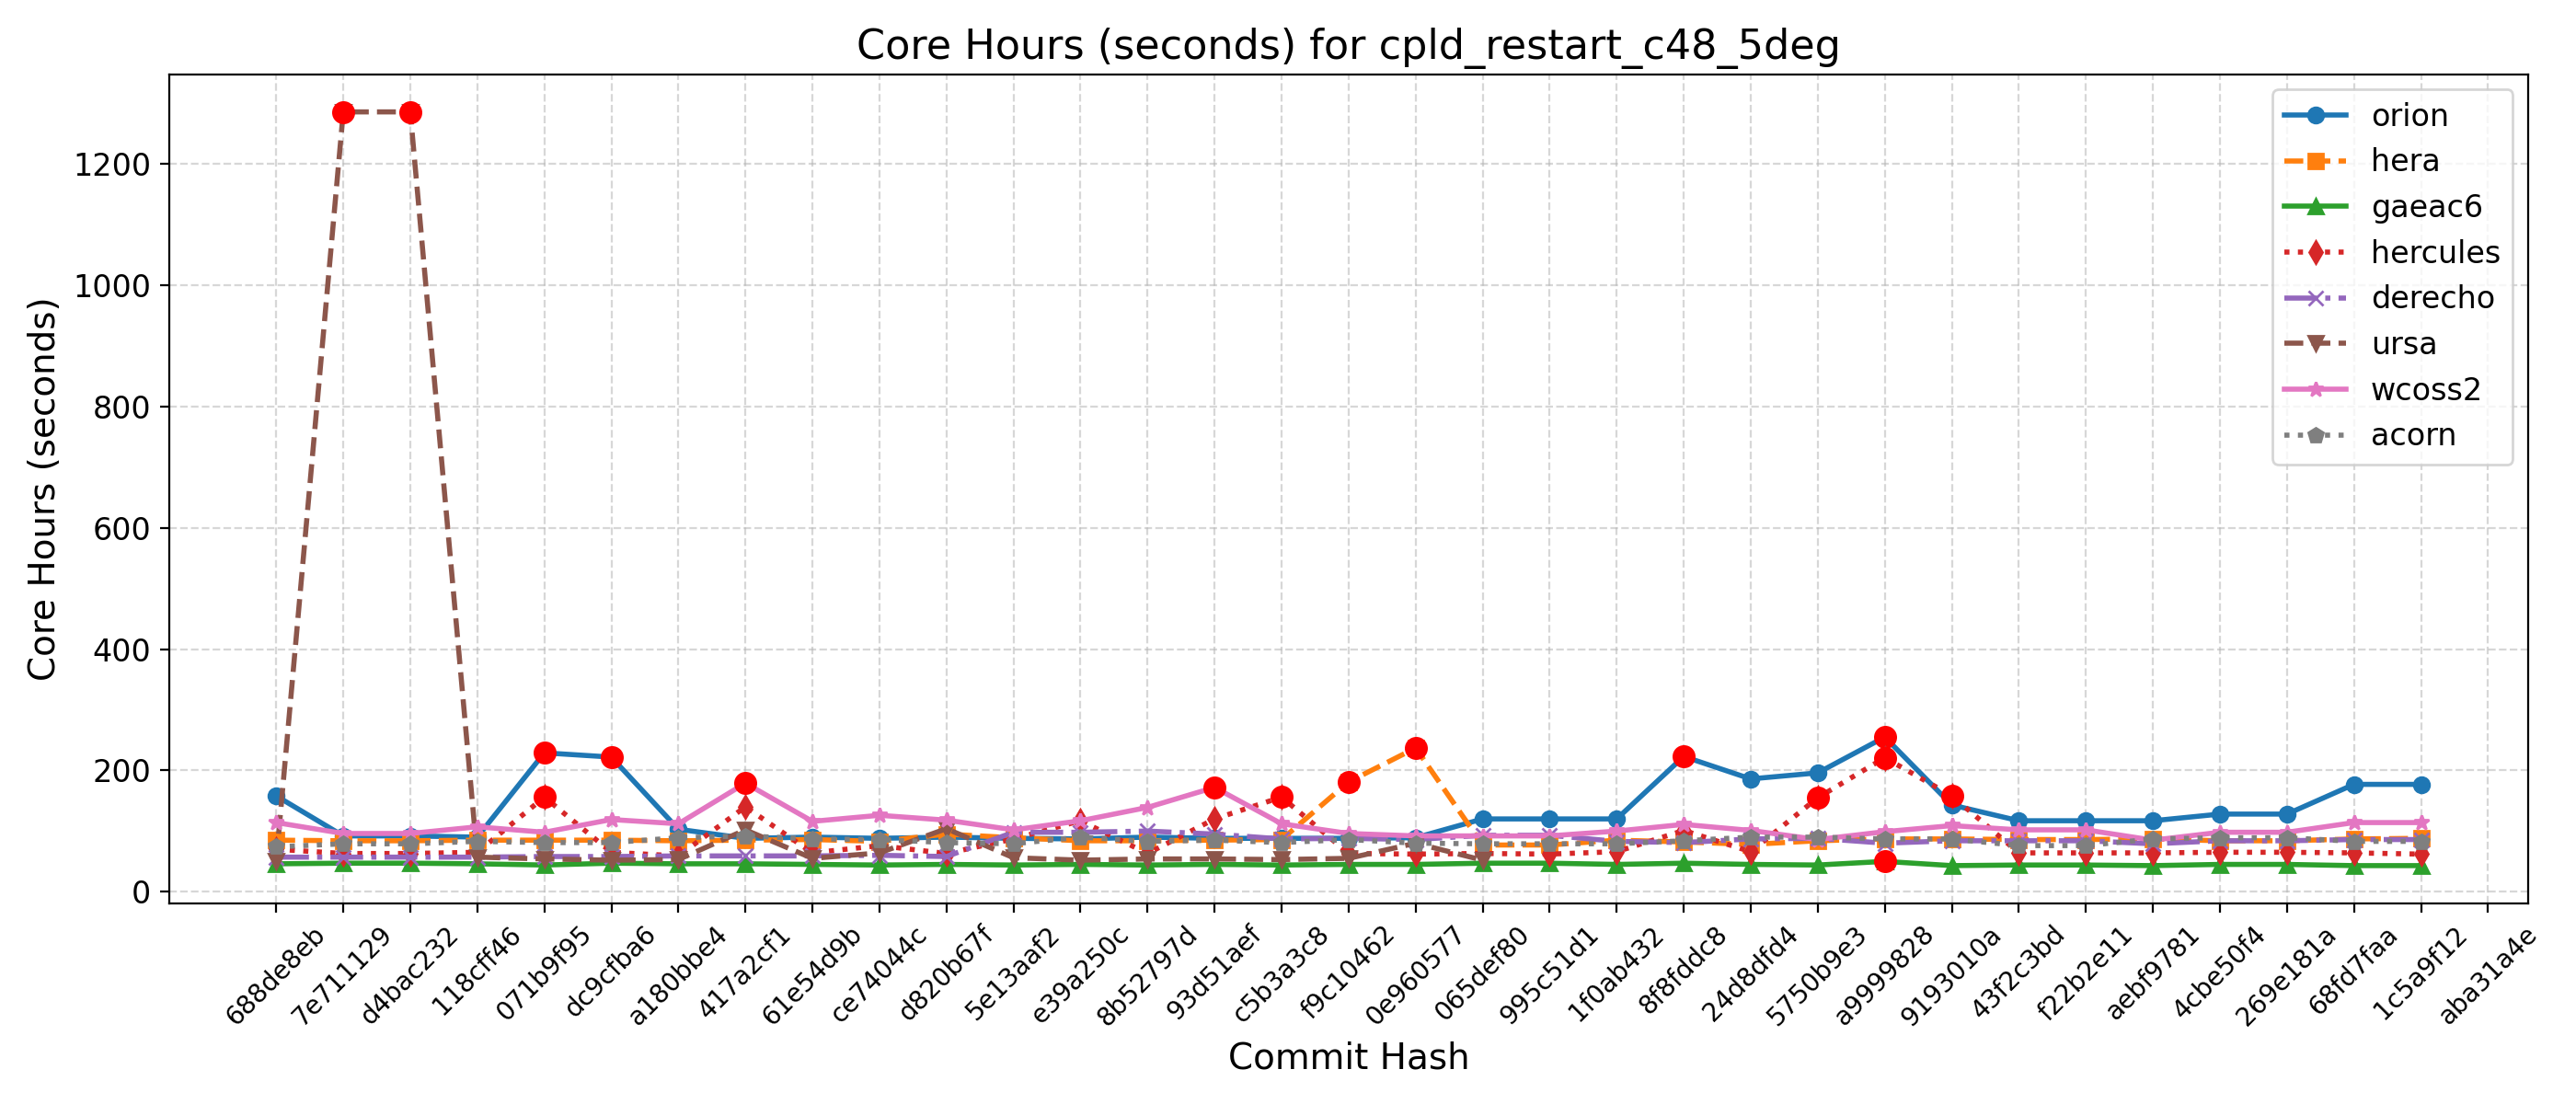 Core Hours (seconds) for cpld_restart_c48_5deg
Core Hours (seconds)
1200
1000
800
600
400
200
0
orion
hera
gaeac6
hercules
derecho
ursa
wcoss2
acorn
688de8eb
7e711129
d4bac232
118cff46
071b9f95
dc9cfba6
a180bbe4
417a2cf1
61e54d9b
ce74044c
d820b67f
5e13aaf2
e39a250c
8b52797d
93d51aef
c5b3a3c8
f9c10462
0e960577
065def80
995c51d1
1f0ab432
8f8fddc8
24d8dfd4
5750b9e3
a9999828
9193010a
43f2c3bd
f22b2e11
aebf9781
4cbe50f4
269e181a
68fd7faa
1c5a9f12
aba31a4e
Commit Hash